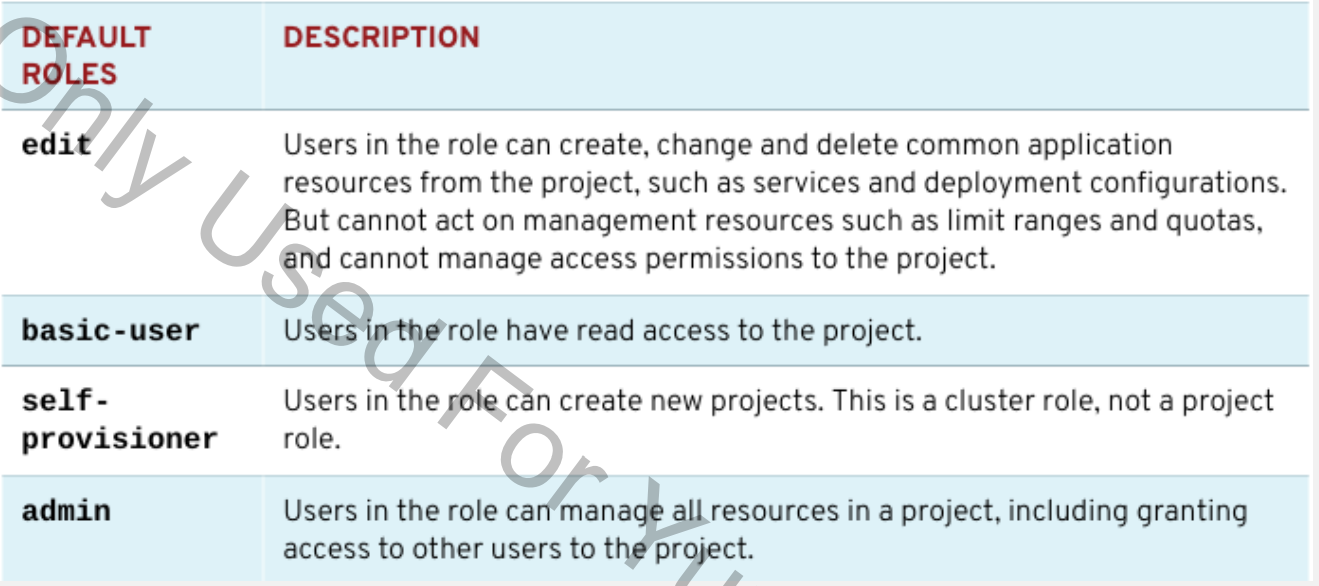 DEFAULT ROLES
DESCRIPTION
edit
Users in the role can create, change and delete common application
resources from the project, such as services and deployment configurations.
But cannot act on management resources such as limit ranges and quotas,
and cannot manage access permissions to the project.
basic-user
Users in the role have read access to the project.
self-
provisioner
Users in the role can create new projects. This is a cluster role, not a project
role.
admin
Users in the role can manage all resources in a project, including granting
access to other users to the project.
Only Used For Yu